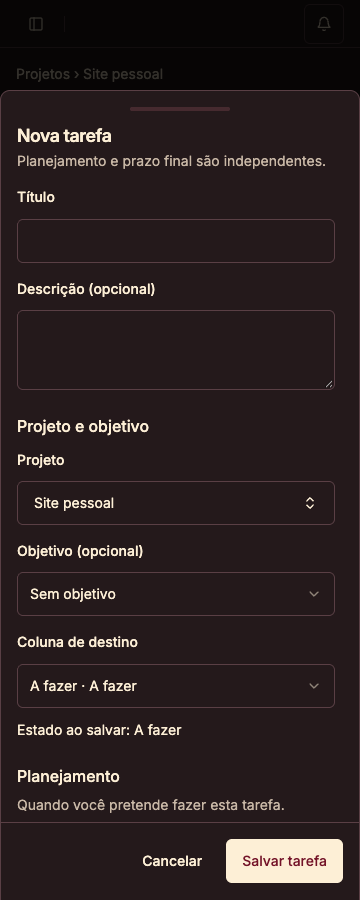 Projetos › Site pessoal
Nova tarefa
Planejamento e prazo final são independentes.
Título
Descrição (opcional)
Projeto e objetivo
Projeto
Site pessoal
Objetivo (opcional)
Sem objetivo
Coluna de destino
A fazer · A fazer
Estado ao salvar: A fazer
Planejamento
Quando você pretende fazer esta tarefa.
Cancelar
Salvar tarefa